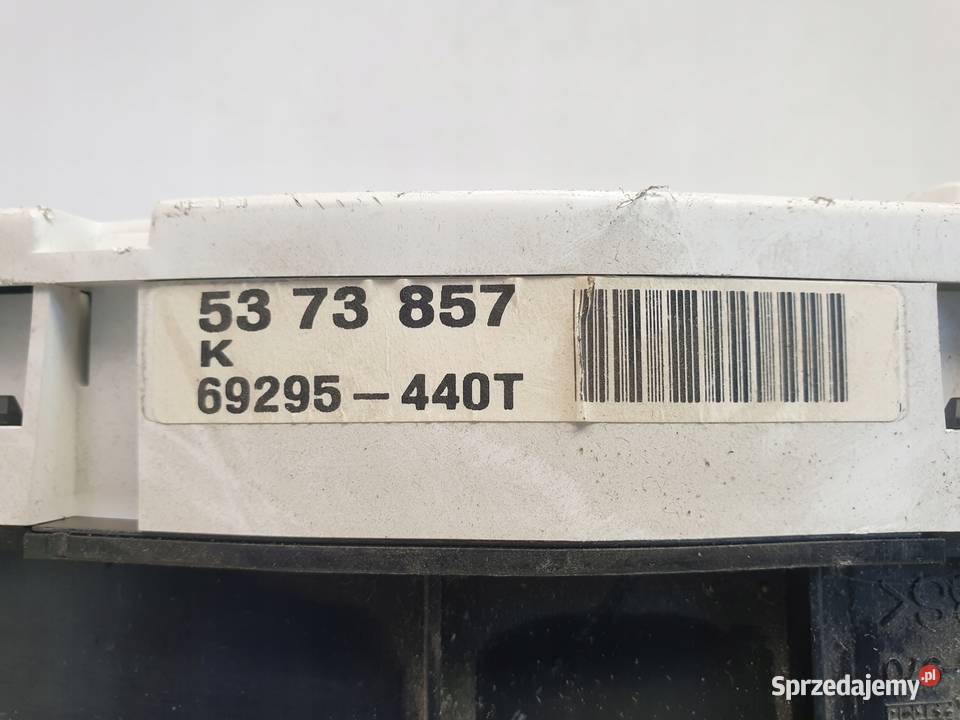 53 73 857
K
69295-440T
Sprzedajemy.pl